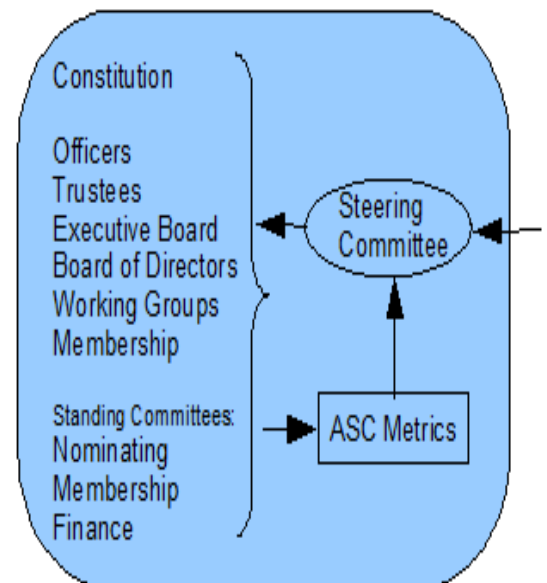 Constitution
Officers
Trustees
Executive Board
Board of Directors
Working Groups
Membership
Standing Committees:
Nominating
Membership
Finance
Steering
Committee
ASC Metrics